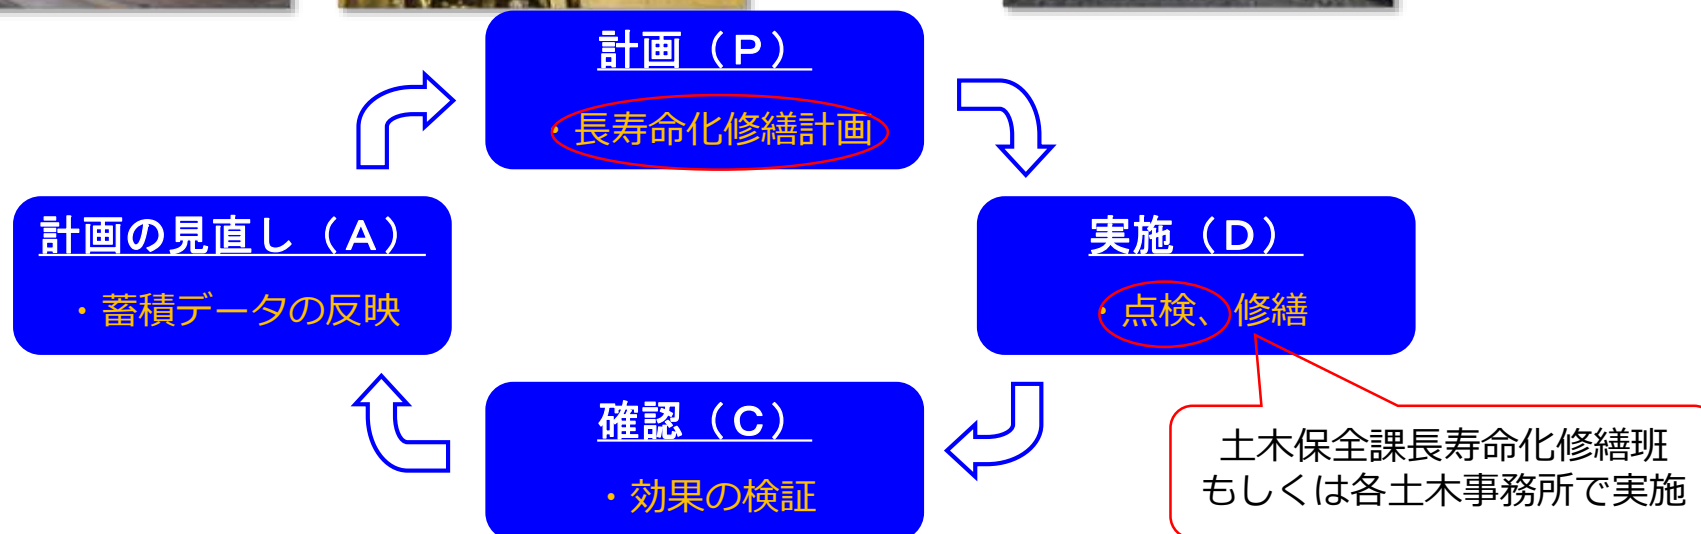 計画（Ｐ）
・長寿命化修繕計画
計画の見直し（Ａ）
・蓄積データの反映
実施（Ｄ）
・点検、修繕
確認（Ｃ）
・効果の検証
土木保全課長寿命化修繕班
もしくは各土木事務所で実施